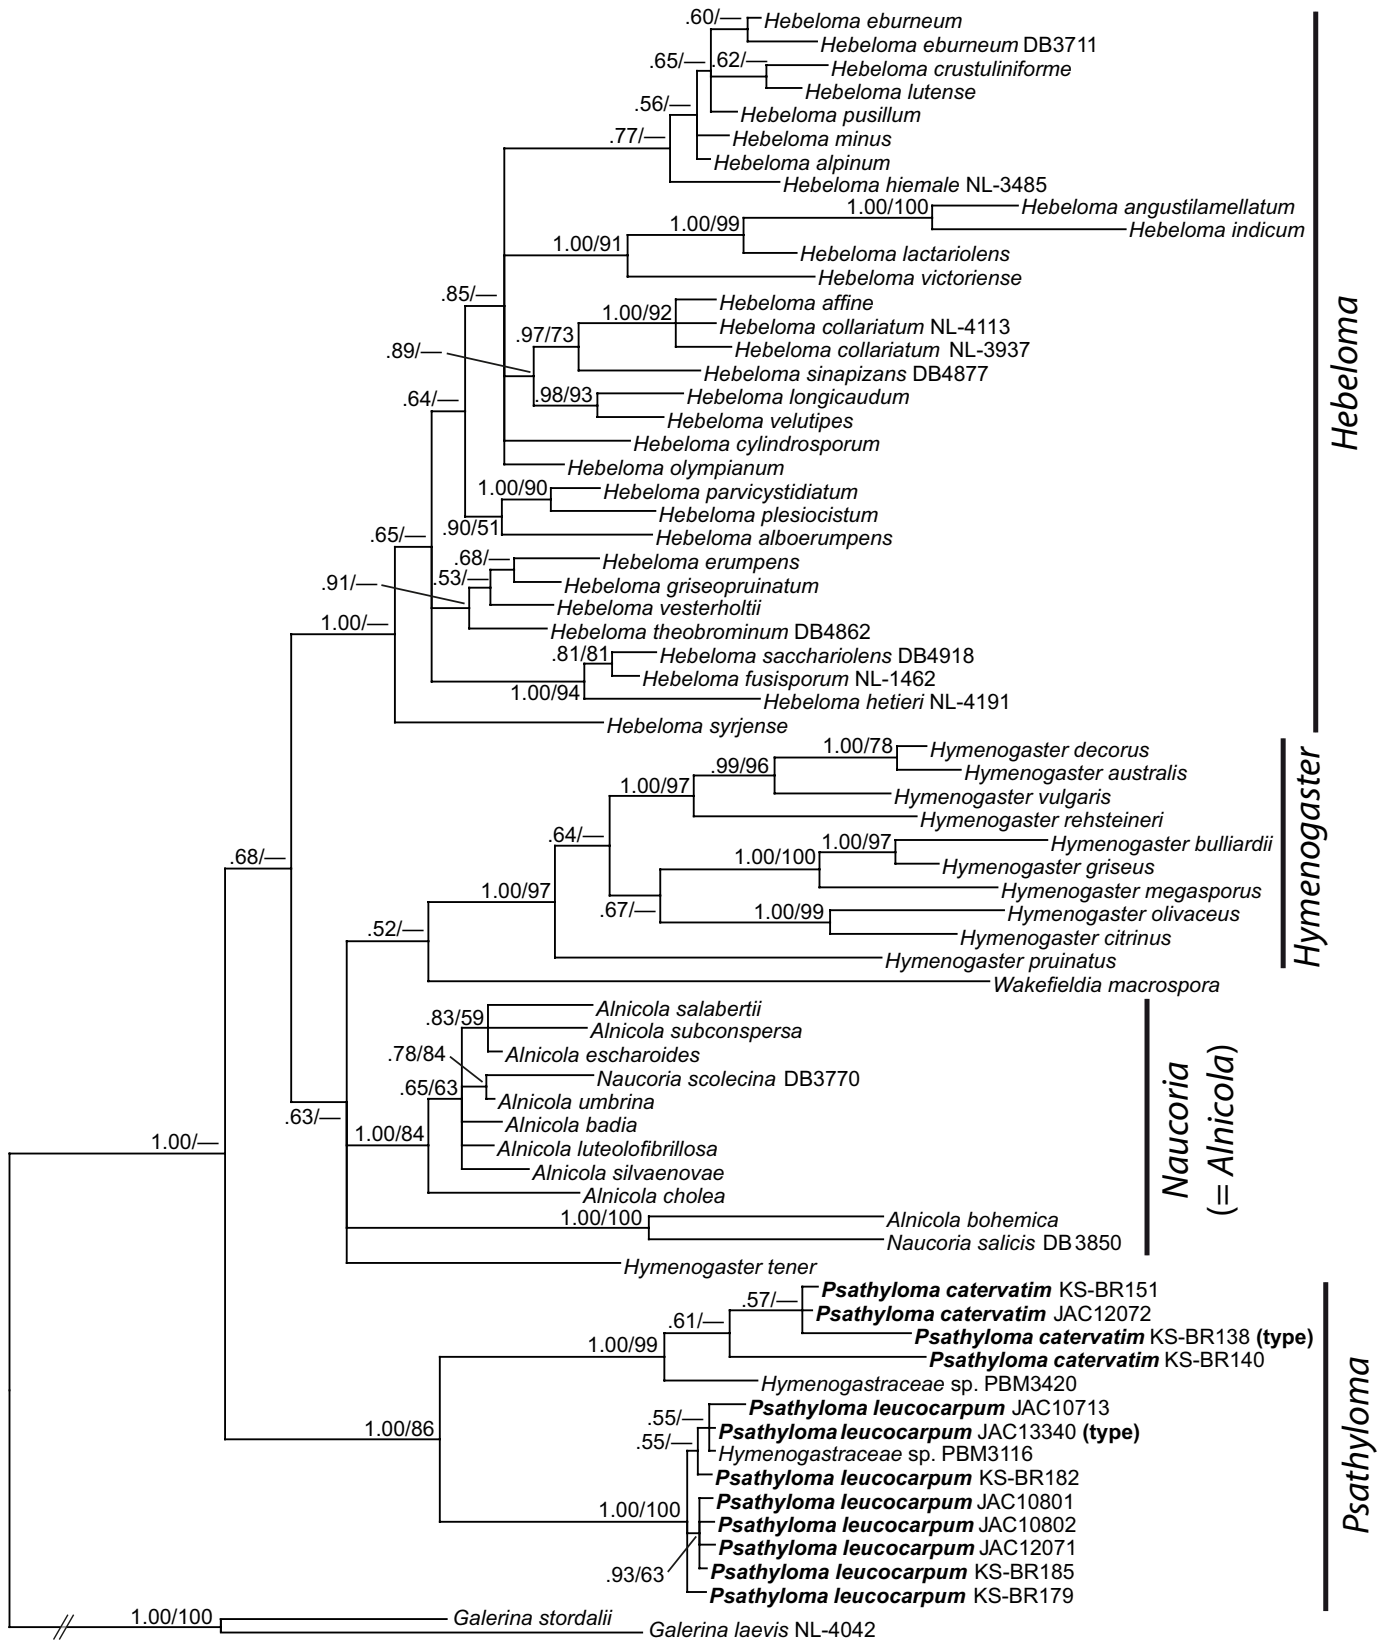 .60/—
Hebeloma eburneum
Hebeloma eburneum DB3711
.65/—
.62/—
Hebeloma crustuliniforme
Hebeloma lutense
.56/—
Hebeloma pusillum
.77/—
Hebeloma minus
Hebeloma alpinum
Hebeloma hiemale NL-3485
1.00/100
Hebeloma angustilamellatum
1.00/99
Hebeloma indicum
1.00/91
Hebeloma lactariolens
Hebeloma victoriense
.85/—
Hebeloma affine
1.00/92
Hebeloma collariatum NL-4113
.97/73
.89/—
Hebeloma collariatum NL-3937
Hebeloma sinapizans DB4877
.64/—
.98/93
Hebeloma longicaudum
Hebeloma velutipes
Hebeloma cylindrosporum
Hebeloma olympianum
1.00/90
Hebeloma parvicystidiatum
Hebeloma plesiocistum
.90/51
.65/—
Hebeloma alboerumpens
.68/—
Hebeloma erumpens
.53/—
.91/—
Hebeloma griseopruinatum
Hebeloma vesterholtii
1.00/—
Hebeloma theobrominum DB4862
.81/81
Hebeloma sacchariolens DB4918
Hebeloma fusisporum NL-1462
1.00/94
Hebeloma hetieri NL-4191
Hebeloma syrjense
Hebeloma
1.00/78
Hymenogaster decorus
.99/96
Hymenogaster australis
1.00/97
Hymenogaster vulgaris
Hymenogaster rehsteineri
.64/—
1.00/97
Hymenogaster bulliardii
1.00/100
Hymenogaster griseus
.68/—
1.00/97
Hymenogaster megasporus
.67/—
1.00/99
Hymenogaster olivaceus
.52/—
Hymenogaster citrinus
Hymenogaster pruinatus
Hymenogaster
Wakefieldia macrospora
Alnicola salabertii
.83/59
Alnicola subconspersa
.78/84
Alnicola escharoides
Naucoria scolecina DB3770
.65/63
Alnicola umbrina
.63/—
Alnicola badia
1.00/84
Alnicola luteolofibrillosa
1.00/—
Alnicola silvaenovae
Alnicola cholea
1.00/100
Alnicola bohemica
Naucoria salicis DB3850
Naucoria
(= Alnicola)
Hymenogaster tener
Psathyloma catervatim KS-BR151
.57/—
Psathyloma catervatim JAC12072
.61/—
Psathyloma catervatim KS-BR138 (type)
1.00/99
Psathyloma catervatim KS-BR140
Hymenogastraceae sp. PBM3420
.55/—
Psathyloma leucocarpum JAC10713
1.00/86
Psathyloma leucocarpum JAC13340 (type)
.55/—
Hymenogastraceae sp. PBM3116
Psathyloma leucocarpum KS-BR182
1.00/100
Psathyloma leucocarpum JAC10801
Psathyloma leucocarpum JAC10802
Psathyloma leucocarpum JAC12071
.93/63
Psathyloma leucocarpum KS-BR185
Psathyloma leucocarpum KS-BR179
Psathyloma
1.00/100
Galerina stordalii
Galerina laevis NL-4042